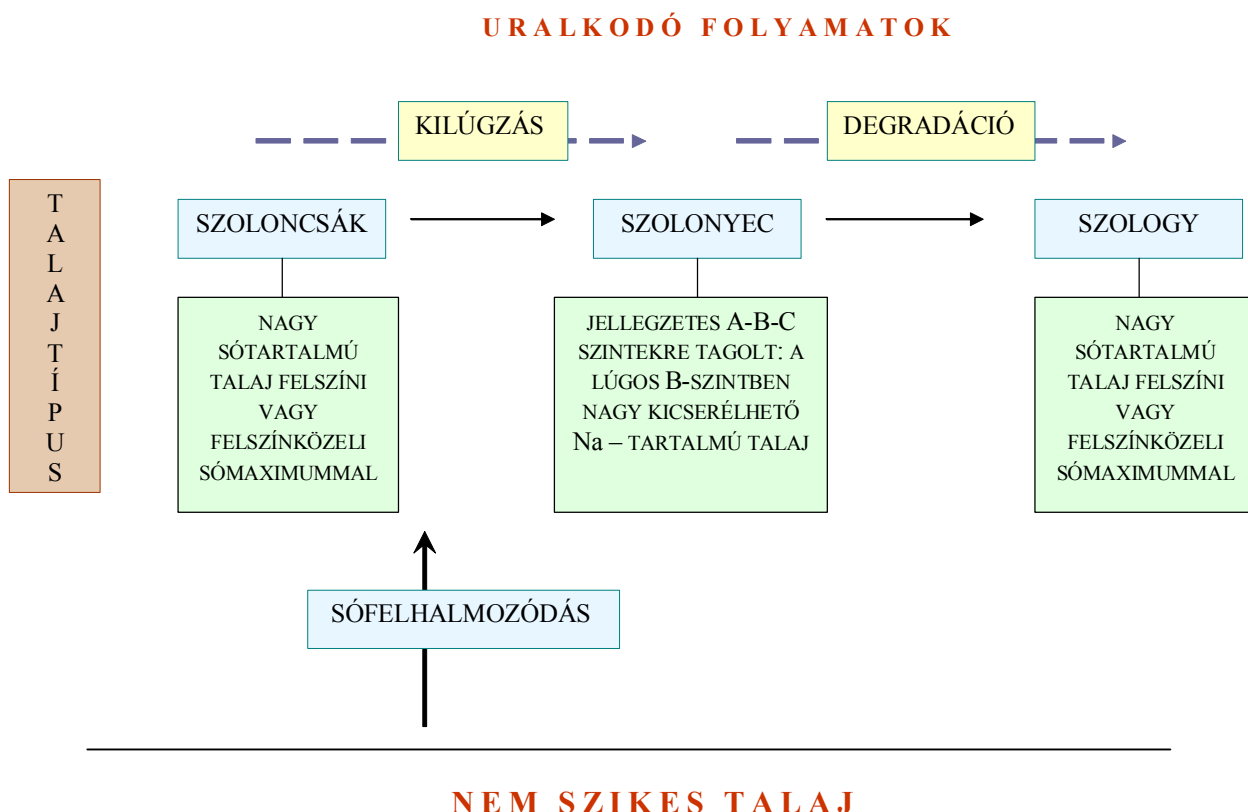 URALKODÓ FOLYAMATOK
KILÚGZÁS
DEGRADÁCIÓ
TALAJTÍPUS
SZOLONCSÁK
SZOLONYEC
SZOLOGY
NAGY
SÓTARTALMÚ
TALAJ FELSZÍNI
VAGY
FELSZÍNKÖZELI
SÓMAXIMUMMAL
JELLEGZETES A-B-C
SZINTEKRE TAGOLT: A
LÚGOS B-SZINTBEN
NAGY KICSERÉLHETŐ
Na – TARTALMÚ TALAJ
NAGY
SÓTARTALMÚ
TALAJ FELSZÍNI
VAGY
FELSZÍNKÖZELI
SÓMAXIMUMMAL
SÓFELHALMOZÓDÁS
NEM SZIKES TALAJ